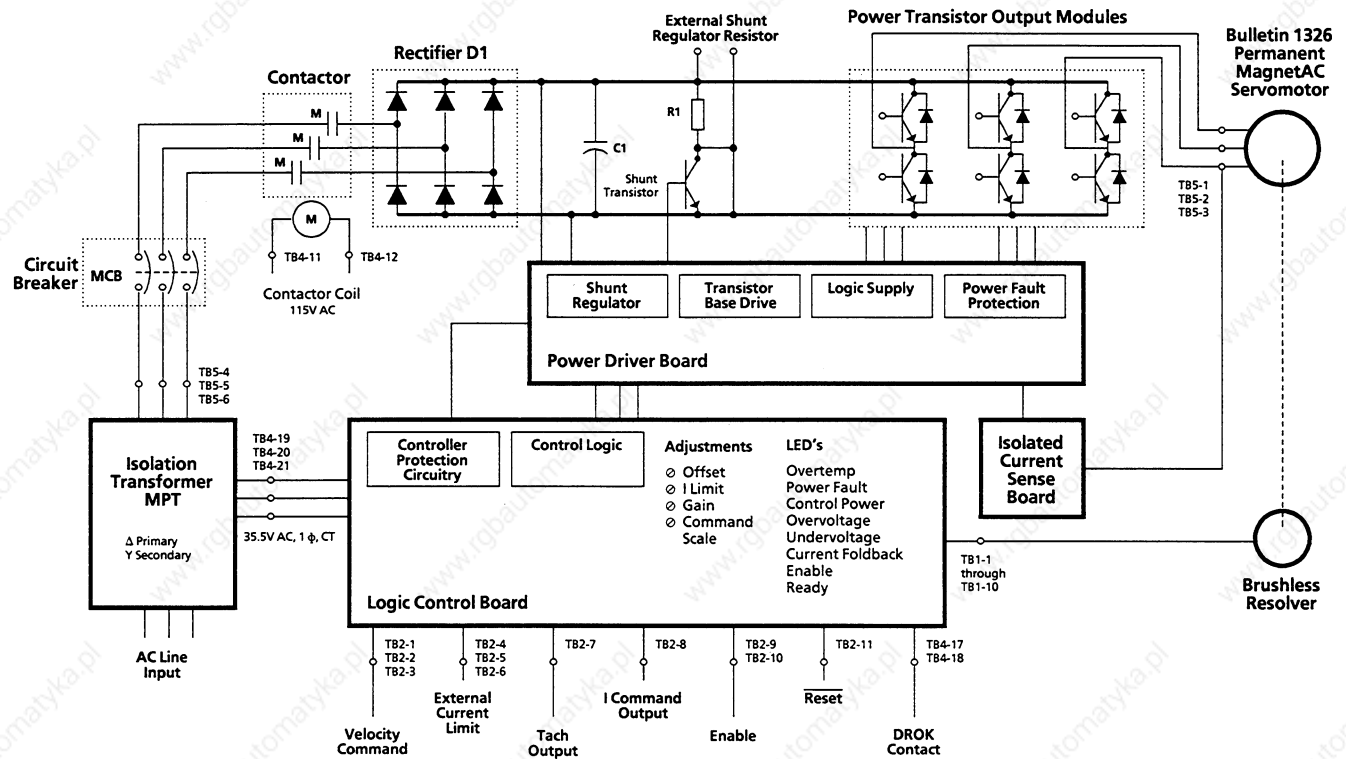 External Shunt
Regulator Resistor
Power Transistor Output Modules
Bulletin 1326
Permanent
MagnetAC
Servomotor
Rectifier D1
Contactor
M
M
M
R1
C1
Shunt
Transistor
M
TB4-11
TB4-12
Contactor Coil
115V AC
TB5-1
TB5-2
TB5-3
Circuit
Breaker
MCB
Shunt
Regulator
Transistor
Base Drive
Logic Supply
Power Fault
Protection
Power Driver Board
TB5-4
TB5-5
TB5-6
Isolation
Transformer
MPT
Δ Primary
Y Secondary
AC Line
Input
TB4-19
TB4-20
TB4-21
35.5V AC, 1 ϕ, CT
Controller
Protection
Circuitry
Control Logic
Adjustments
Offset
I Limit
Gain
Command
Scale
LED's
Overtemp
Power Fault
Control Power
Overvoltage
Undervoltage
Current Foldback
Enable
Ready
Logic Control Board
Isolated
Current
Sense
Board
TB1-1
through
TB1-10
Brushless
Resolver
TB2-1
TB2-2
TB2-3
Velocity
Command
TB2-4
TB2-5
TB2-6
External
Current
Limit
TB2-7
Tach
Output
TB2-8
I Command
Output
TB2-9
TB2-10
Enable
TB2-11
Reset
TB4-17
TB4-18
DROK
Contact
www.rgbautomatyka.pl